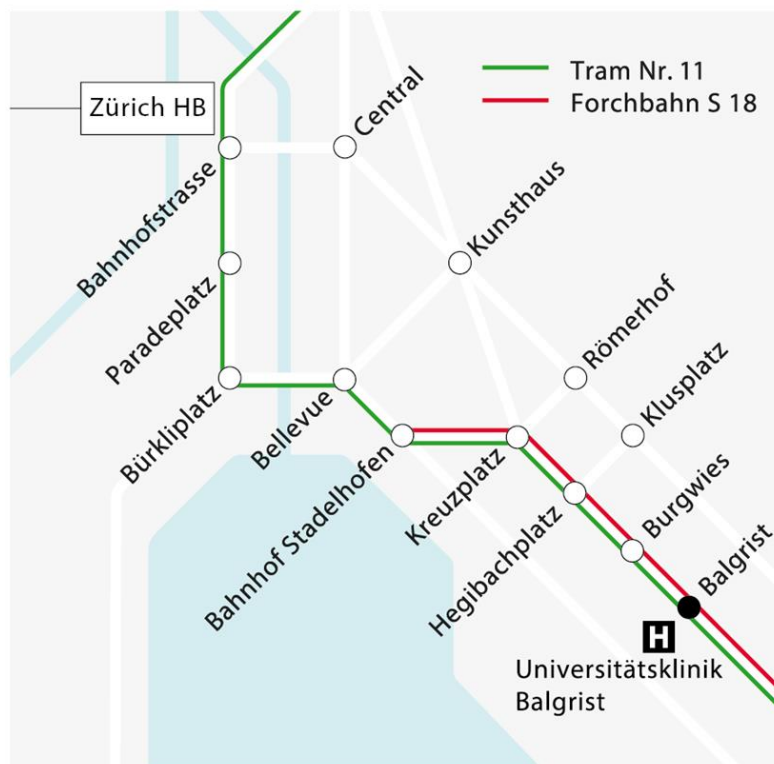 Tram Nr. 11
Forchbahn S 18
Zürich HB
Central
Bahnhofstrasse
Kunsthaus
Paradeplatz
Römerhof
Bürkliplatz
Bellevue
Klusplatz
Bahnhof Stadelhofen
Kreuzplatz
Hegibachplatz
Burgwies
Balgrist
H
Universitätsklinik
Balgrist